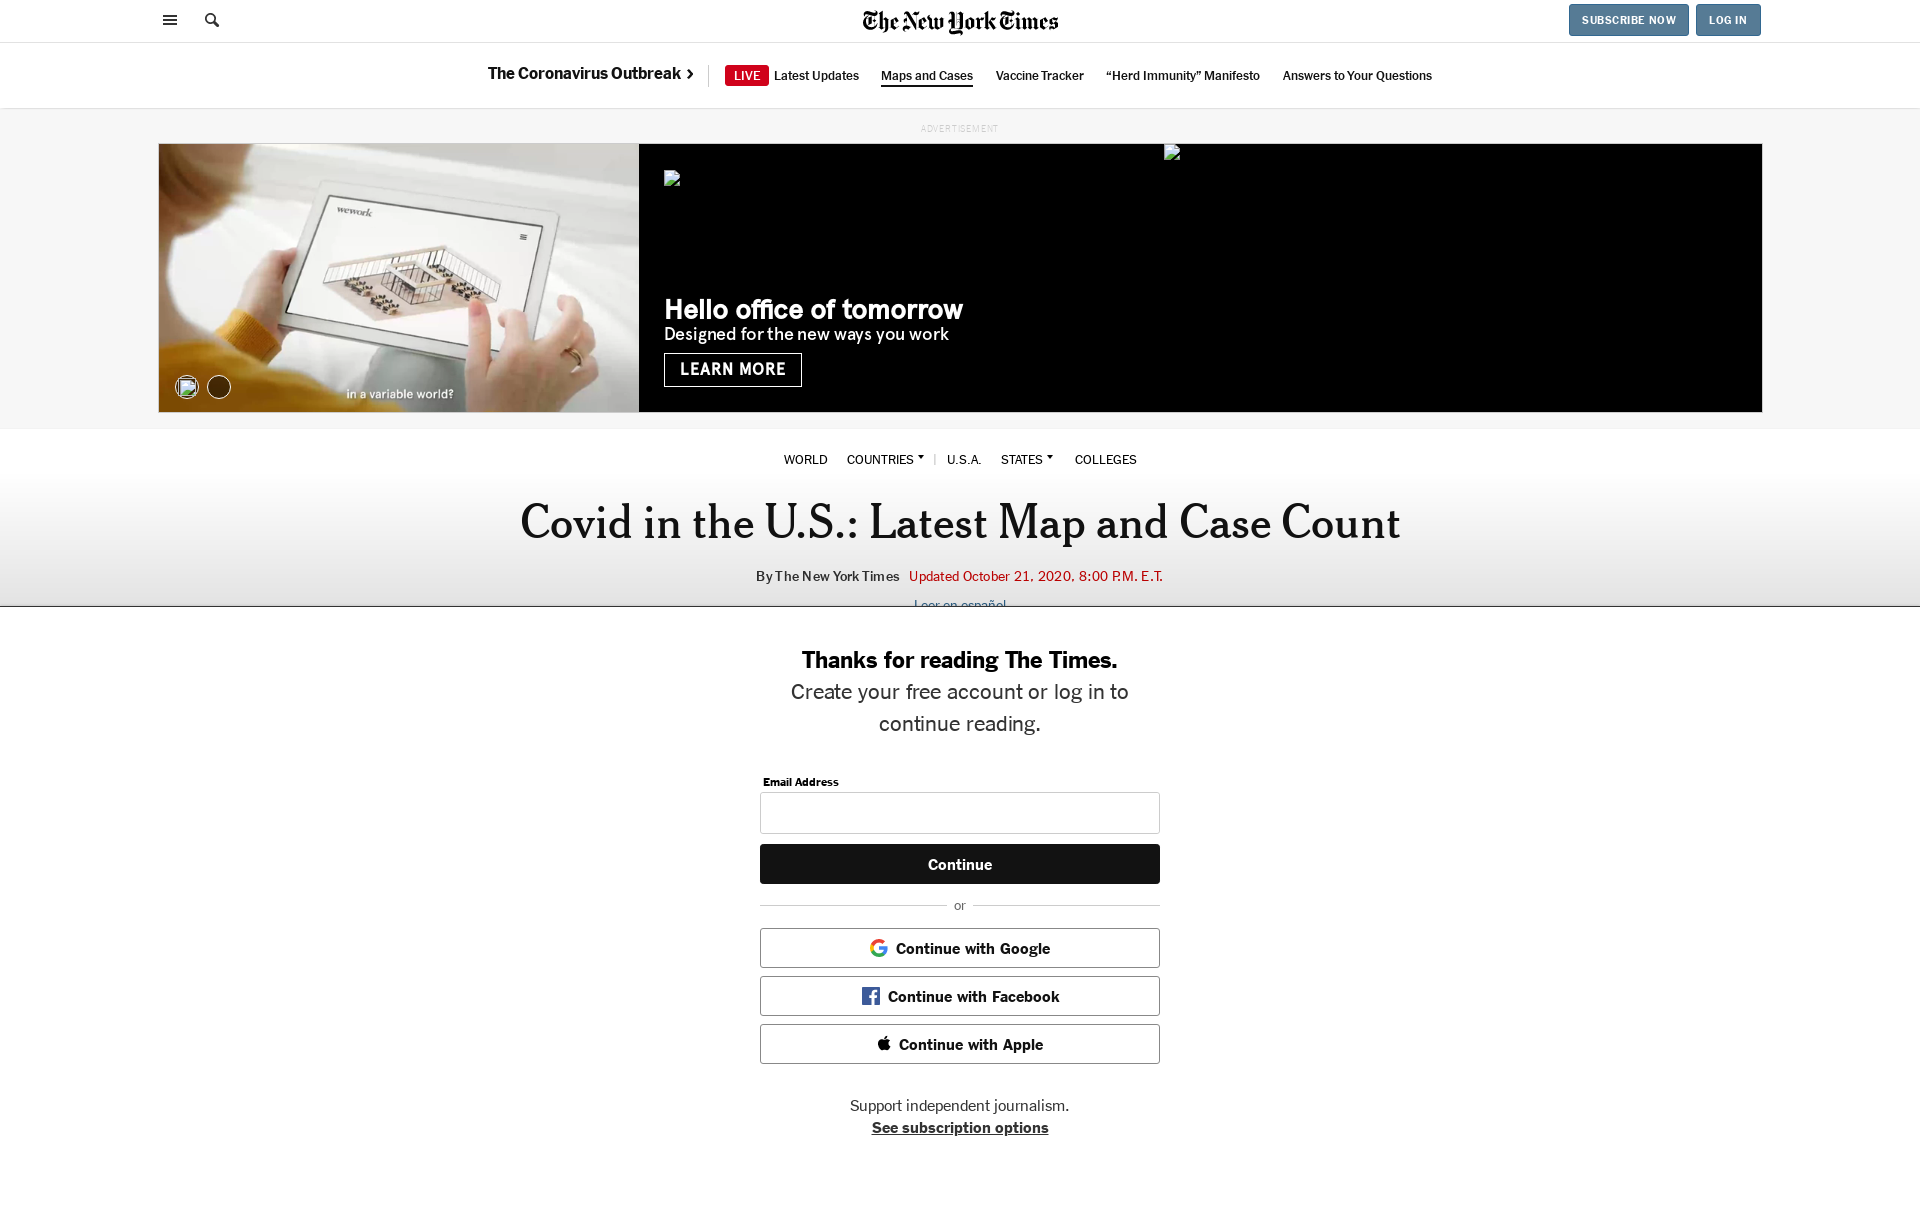 The New York Times
SUBSCRIBE NOW
LOG IN
The Coronavirus Outbreak ›
LIVE Latest Updates
Maps and Cases
Vaccine Tracker
“Herd Immunity” Manifesto
Answers to Your Questions
ADVERTISEMENT
wework
Hello office of tomorrow
Designed for the new ways you work
LEARN MORE
in a variable world?
WORLD
COUNTRIES
U.S.A.
STATES
COLLEGES
Covid in the U.S.: Latest Map and Case Count
By The New York Times Updated October 21, 2020, 8:00 P.M. E.T.
Leer en español
Thanks for reading The Times.
Create your free account or log in to
continue reading.
Email Address
Continue
or
Continue with Google
Continue with Facebook
Continue with Apple
Support independent journalism.
See subscription options